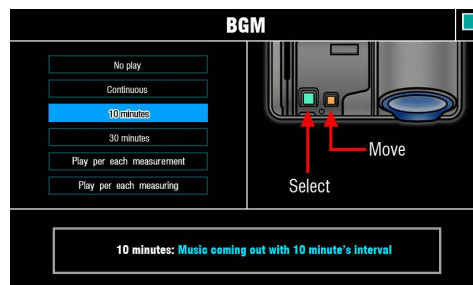 BGM
No play
Continuous
10 minutes
30 minutes
Play per each measurement
Play per each measuring
Move
Select
10 minutes: Music coming out with 10 minute's interval